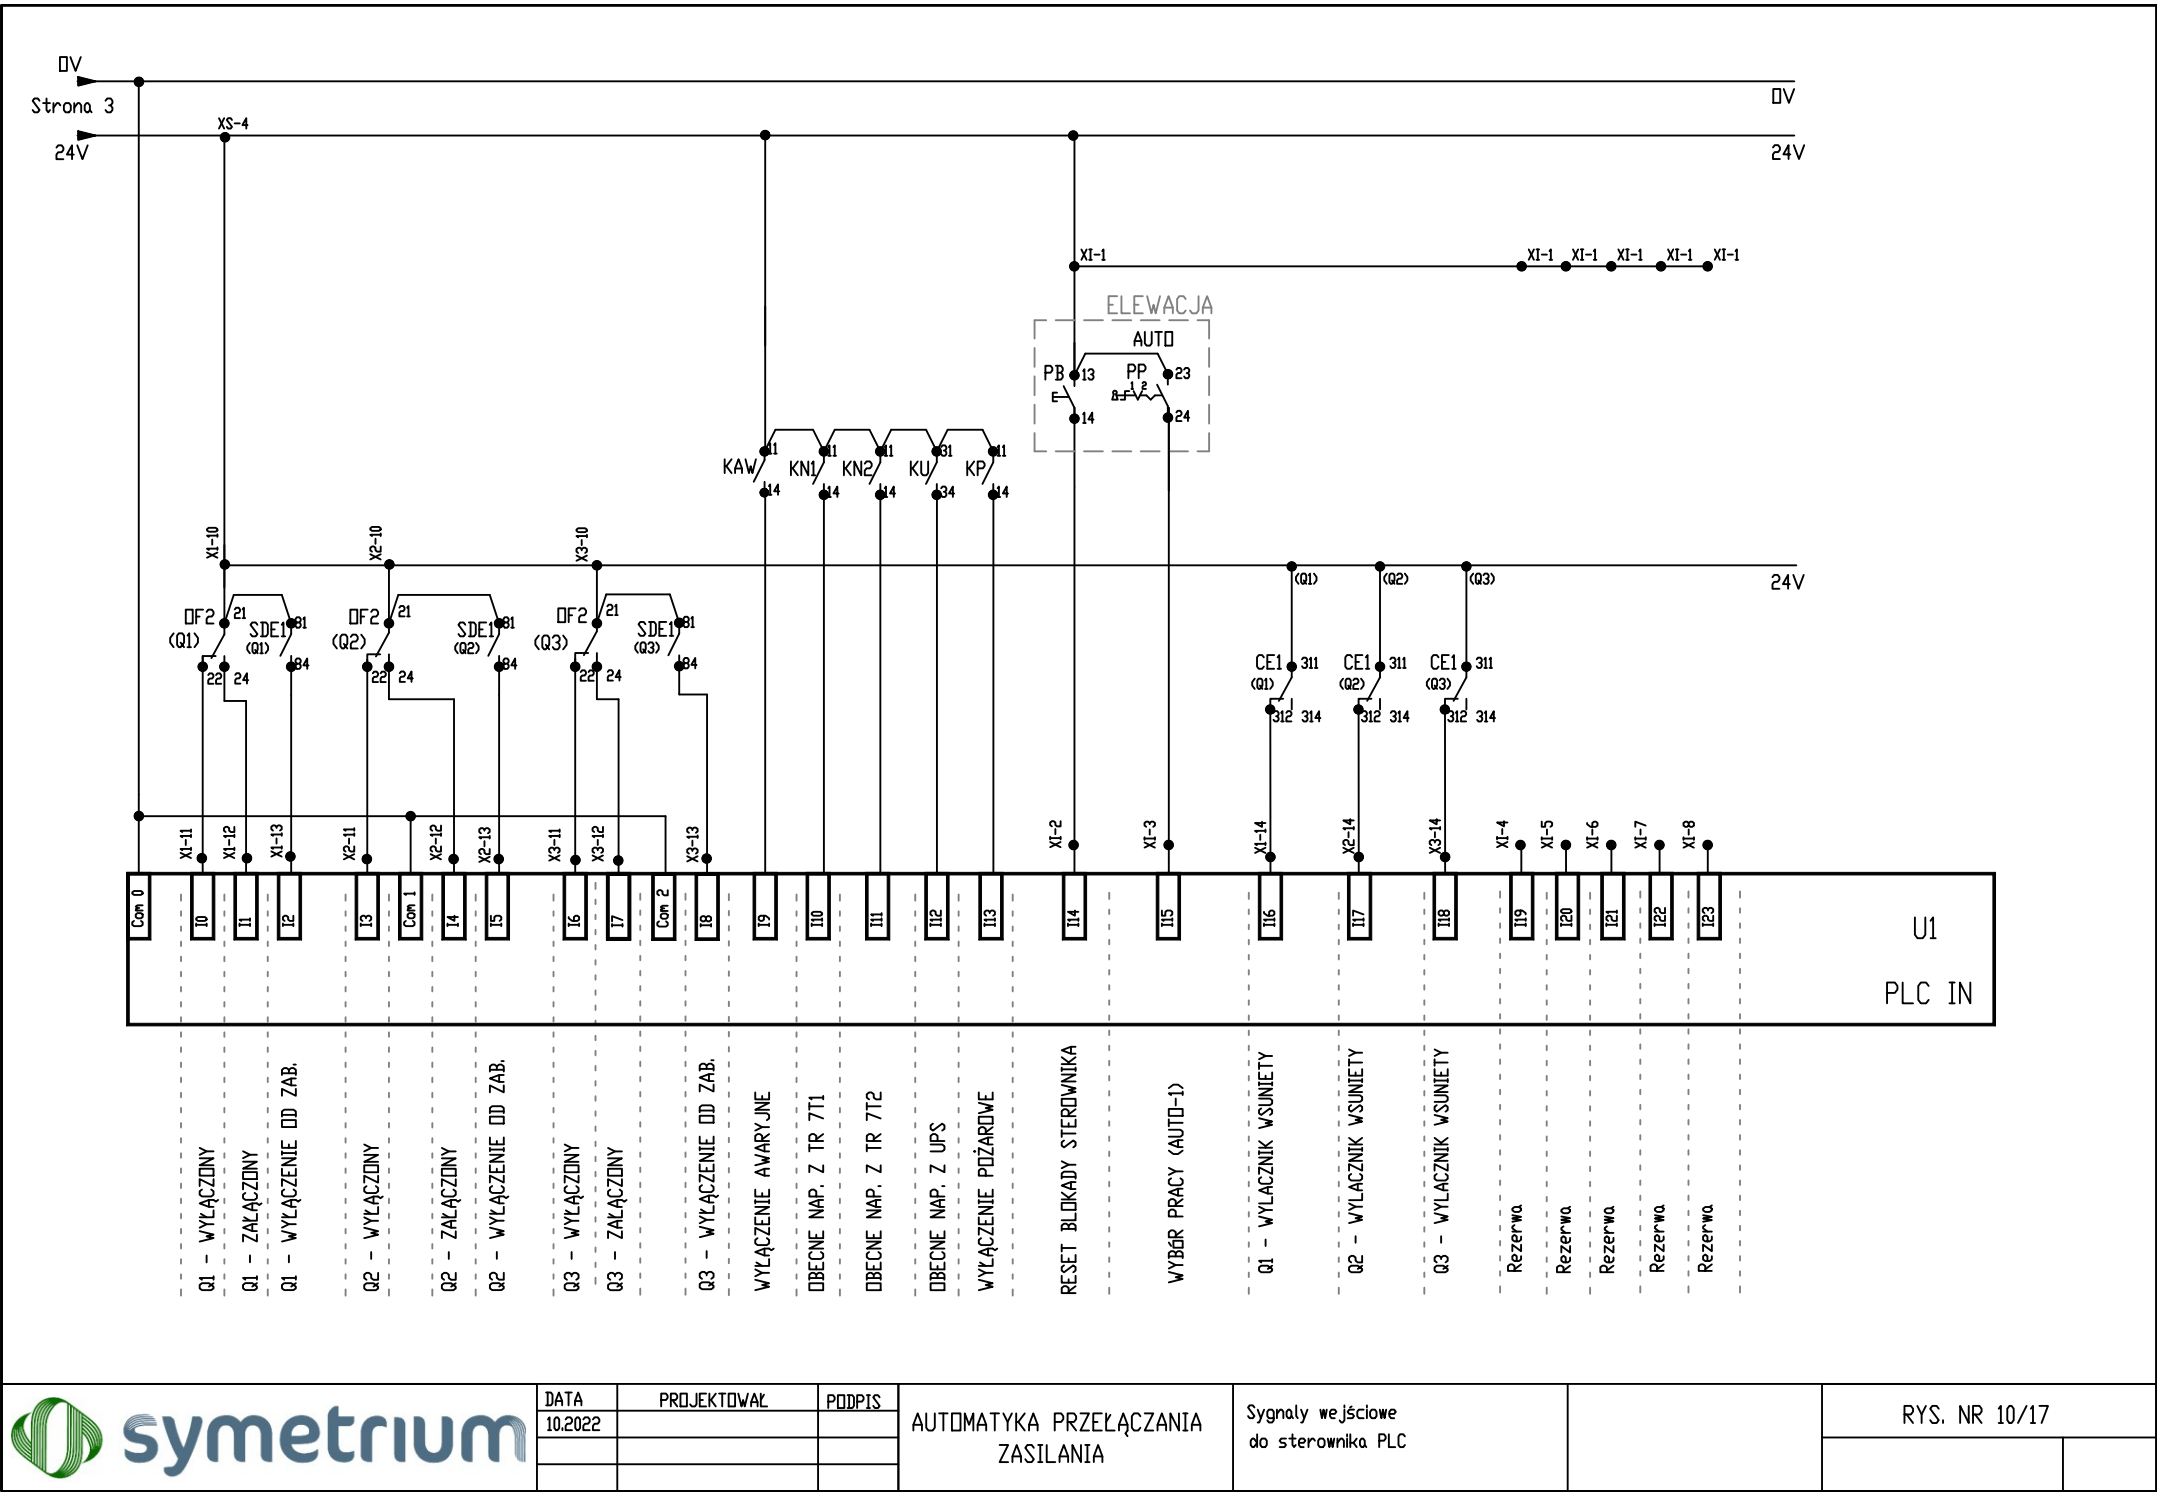 0V
Strona 3
24V
XS-4
0V
24V
XI-1
XI-1 XI-1 XI-1 XI-1 XI-1
ELEWACJA
AUTO
PB 13
14
PP 1 2
23
24
KAW 11
14
KN1 11
14
KN2 11
14
KU 31
34
KP 11
14
X1-10
X2-10
X3-10
24V
OF2 21
(Q1)
22 24
SDE1 81
(Q1)
84
OF2 21
(Q2)
22 24
SDE1 81
(Q2)
84
OF2 21
(Q3)
22 24
SDE1 81
(Q3)
84
(Q1)
(Q2)
(Q3)
CE1 311
(Q1)
312 314
CE1 311
(Q2)
312 314
CE1 311
(Q3)
312 314
X1-11
X1-12
X1-13
X2-11
X2-12
X2-13
X3-11
X3-12
X3-13
XI-2
XI-3
X1-14
X2-14
X3-14
XI-4
XI-5
XI-6
XI-7
XI-8
Com 0
I0
I1
I2
I3
Com 1
I4
I5
I6
I7
Com 2
I8
I9
I10
I11
I12
I13
I14
I15
I16
I17
I18
I19
I20
I21
I22
I23
U1
PLC IN
Q1 - WYŁĄCZONY
Q1 - ZAŁĄCZONY
Q1 - WYŁĄCZENIE OD ZAB.
Q2 - WYŁĄCZONY
Q2 - ZAŁĄCZONY
Q2 - WYŁĄCZENIE OD ZAB.
Q3 - WYŁĄCZONY
Q3 - ZAŁĄCZONY
Q3 - WYŁĄCZENIE OD ZAB.
WYŁĄCZENIE AWARYJNE
OBECNE NAP. Z TR 7T1
OBECNE NAP. Z TR 7T2
OBECNE NAP. Z UPS
WYŁĄCZENIE POŻAROWE
RESET BLOKADY STEROWNIKA
WYBÓR PRACY (AUTO-1)
Q1 - WYLACZNIK WSUNIETY
Q2 - WYLACZNIK WSUNIETY
Q3 - WYLACZNIK WSUNIETY
Rezerwa
Rezerwa
Rezerwa
Rezerwa
Rezerwa
symetrium
DATA
PROJEKTOWAŁ
PODPIS
10.2022
AUTOMATYKA PRZEŁĄCZANIA
ZASILANIA
Sygnaly wejściowe
do sterownika PLC
RYS. NR 10/17